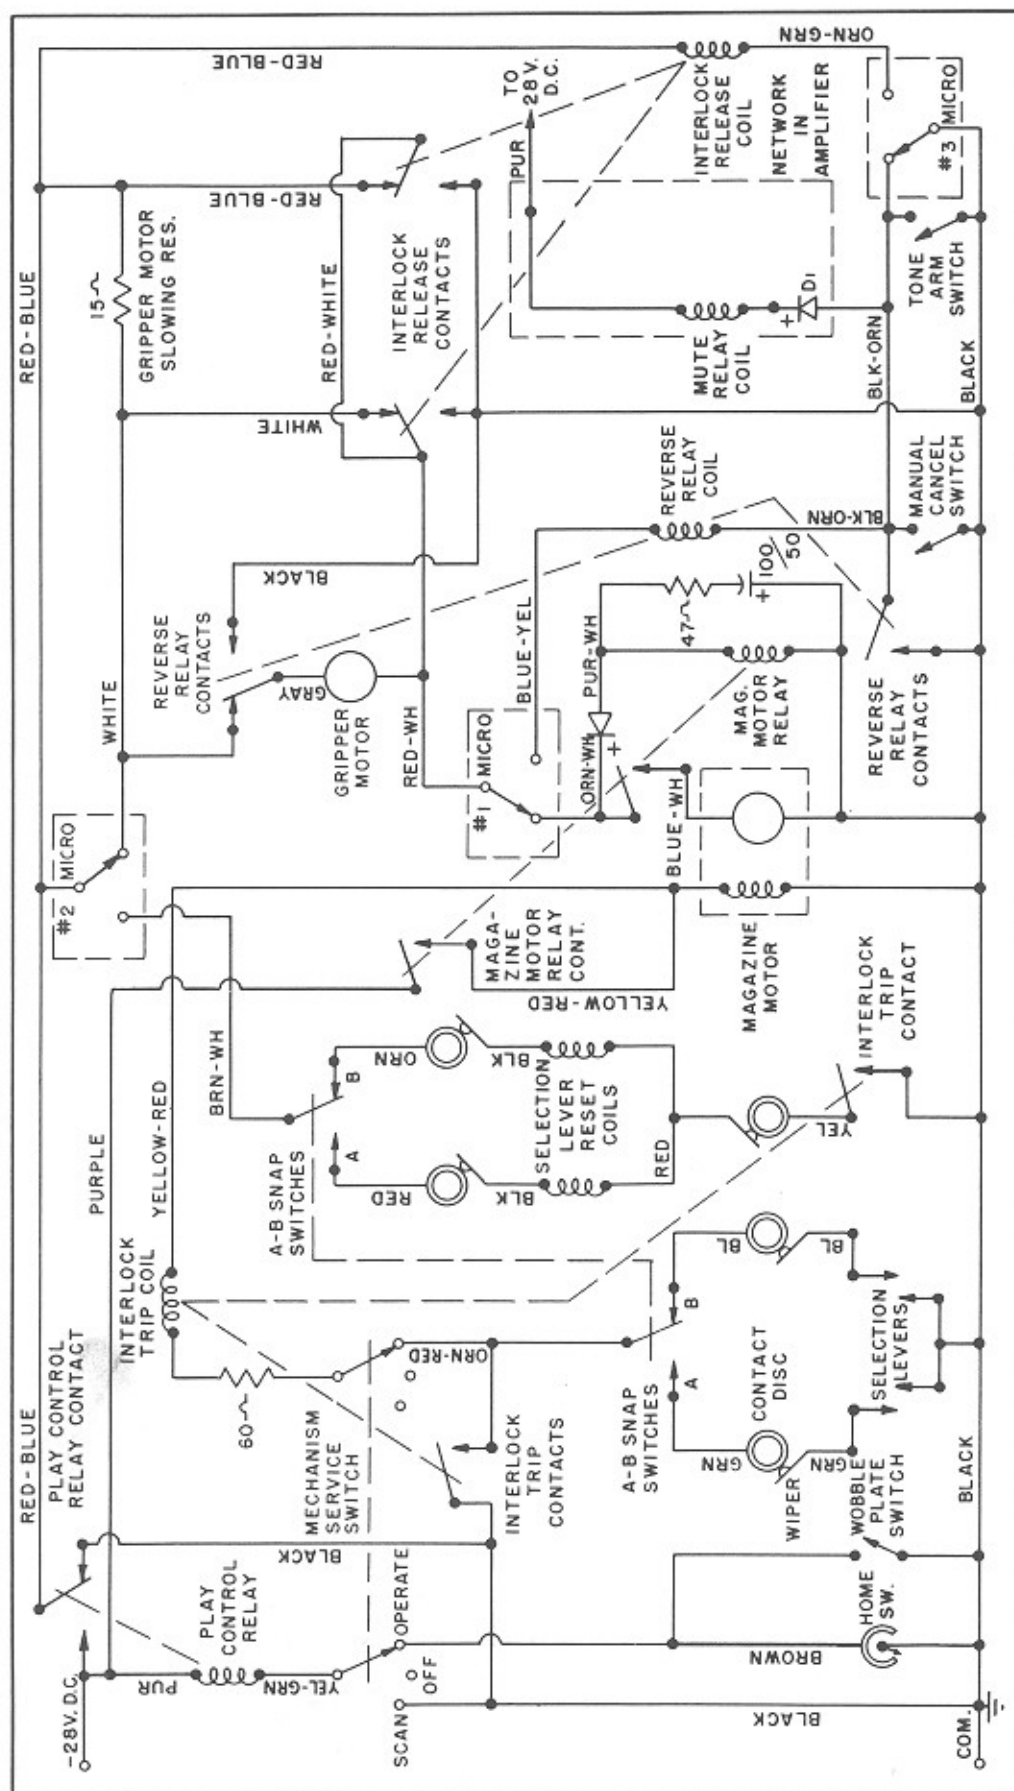 RED-BLUE
RED-BLUE
-28V. D.C.
PLAY CONTROL
RELAY CONTACT
PUR
PLAY
CONTROL
RELAY
YEL-GRN
SCAN
OFF
OPERATE
BLACK
MECHANISM
SERVICE
SWITCH
60~
INTERLOCK
TRIP COIL
ORN-RED
INTERLOCK
TRIP
CONTACTS
PURPLE
YELLOW-RED
BRN-WH
#2
MICRO
WHITE
15~
GRIPPER MOTOR
SLOWING RES.
RED-BLUE
RED-BLUE
A-B SNAP
SWITCHES
A
B
RED
ORN
BLK
BLK
SELECTION
LEVER
RESET
COILS
RED
YEL
INTERLOCK
TRIP
CONTACT
MAGA-
ZINE
MOTOR
RELAY
CONT.
YELLOW-RED
REVERSE
RELAY
CONTACTS
BLACK
GRAY
GRIPPER
MOTOR
RED-WH
WHITE
RED-WHITE
INTERLOCK
RELEASE
CONTACTS
#1
MICRO
BLUE-YEL
ORN-WH
PUR-WH
+
47~
+
100/50
BLUE-WH
MAG.
MOTOR
RELAY
MAGAZINE
MOTOR
REVERSE
RELAY
COIL
BLK-ORN
REVERSE
RELAY
CONTACTS
PUR
TO
28 V.
D.C.
MUTE
RELAY
COIL
+
D1
INTERLOCK
RELEASE
COIL
NETWORK
IN
AMPLIFIER
ORN-GRN
#3
MICRO
BLK-ORN
MANUAL
CANCEL
SWITCH
TONE
ARM
SWITCH
BLACK
A-B SNAP
SWITCHES
A
B
GRN
CONTACT
DISC
BL
WIPER
GRN
BL
SELECTION
LEVERS
WOBBLE
PLATE
SWITCH
BROWN
HOME
SW.
BLACK
BLACK
COM.